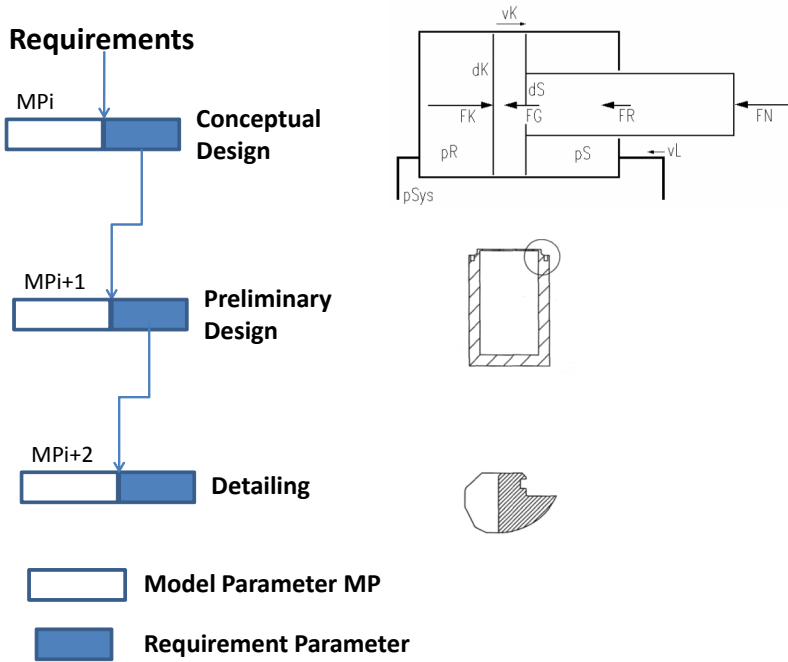 Requirements
MPi
Conceptual
Design
vK
dK
dS
FK
FG
FR
FN
pR
pS
vL
pSys
MPi+1
Preliminary
Design
MPi+2
Detailing
Model Parameter MP
Requirement Parameter